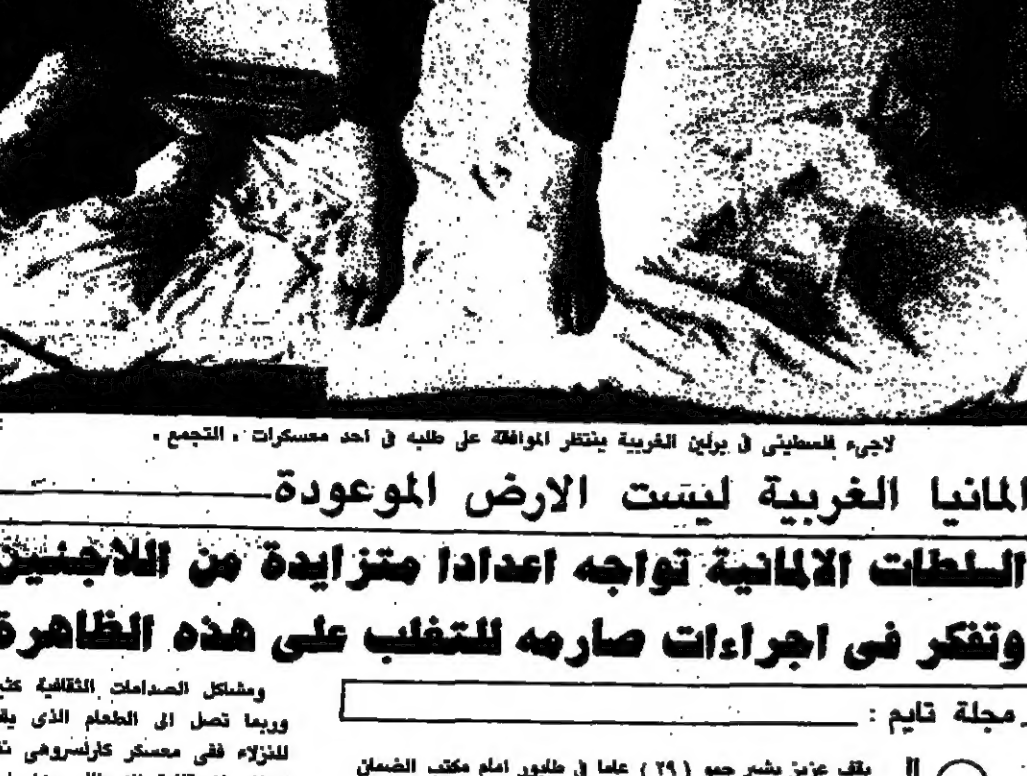 لاجىء فلسطينى فى برلين الغربية ينتظر الموافقة على طلبه فى احد معسكرات . التجمع .
المانيا الغربية ليست الارض الموعودة
السلطات الالمانية تواجه اعدادا متزايدة من اللاجئين
وتفكر فى اجراءات صارمه للتغلب على هذه الظاهرة
مجلة تايم :
يقف عزيز بشير حمو ( ٢٩ ) عاما فى طابور امام مكتب الضمان
ومشاكل الصدامات الثقافية
وربما تصل الى الطعام الذى
للنزلاء ففى معسكر كارلسروهى